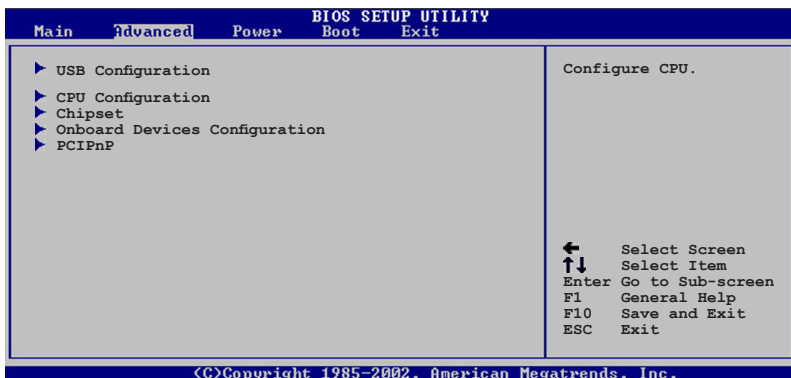 BIOS SETUP UTILITY
Main Advanced Power Boot Exit
USB Configuration
CPU Configuration
Chipset
Onboard Devices Configuration
PCIPnP
Configure CPU.
← Select Screen
↑↓ Select Item
Enter Go to Sub-screen
F1 General Help
F10 Save and Exit
ESC Exit
(C)Copyright 1985-2002, American Megatrends, Inc.